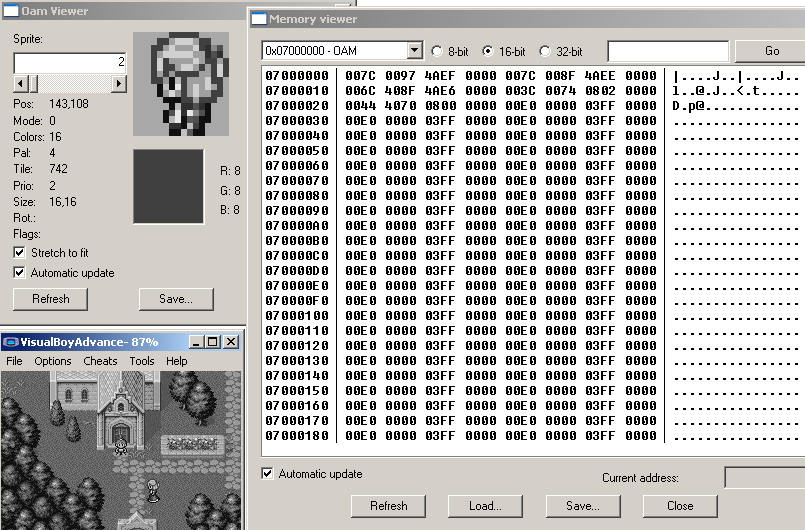 Oam Viewer
Sprite:
2
Pos: 143,108
Mode: 0
Colors: 16
Pal: 4
Tile: 742
Prio: 2
Size: 16,16
Rot.:
Flags:
R: 8
G: 8
B: 8
Stretch to fit
Automatic update
Refresh Save...
VisualBoyAdvance- 87%
File Options Cheats Tools Help
Memory viewer
0x07000000 - OAM 8-bit 16-bit 32-bit Go
07000000 007C 0097 4AEF 0000 007C 008F 4AEE 0000 |....J..|....J..
07000010 006C 408F 4AE6 0000 003C 0074 0802 0000 l..@.J..<.t.....
07000020 0044 4070 0800 0000 00E0 0000 03FF 0000 D.p@............
07000030 00E0 0000 03FF 0000 00E0 0000 03FF 0000 ................
07000040 00E0 0000 03FF 0000 00E0 0000 03FF 0000 ................
07000050 00E0 0000 03FF 0000 00E0 0000 03FF 0000 ................
07000060 00E0 0000 03FF 0000 00E0 0000 03FF 0000 ................
07000070 00E0 0000 03FF 0000 00E0 0000 03FF 0000 ................
07000080 00E0 0000 03FF 0000 00E0 0000 03FF 0000 ................
07000090 00E0 0000 03FF 0000 00E0 0000 03FF 0000 ................
070000A0 00E0 0000 03FF 0000 00E0 0000 03FF 0000 ................
070000B0 00E0 0000 03FF 0000 00E0 0000 03FF 0000 ................
070000C0 00E0 0000 03FF 0000 00E0 0000 03FF 0000 ................
070000D0 00E0 0000 03FF 0000 00E0 0000 03FF 0000 ................
070000E0 00E0 0000 03FF 0000 00E0 0000 03FF 0000 ................
070000F0 00E0 0000 03FF 0000 00E0 0000 03FF 0000 ................
07000100 00E0 0000 03FF 0000 00E0 0000 03FF 0000 ................
07000110 00E0 0000 03FF 0000 00E0 0000 03FF 0000 ................
07000120 00E0 0000 03FF 0000 00E0 0000 03FF 0000 ................
07000130 00E0 0000 03FF 0000 00E0 0000 03FF 0000 ................
07000140 00E0 0000 03FF 0000 00E0 0000 03FF 0000 ................
07000150 00E0 0000 03FF 0000 00E0 0000 03FF 0000 ................
07000160 00E0 0000 03FF 0000 00E0 0000 03FF 0000 ................
07000170 00E0 0000 03FF 0000 00E0 0000 03FF 0000 ................
07000180 00E0 0000 03FF 0000 00E0 0000 03FF 0000 ................
Automatic update
Current address:
Refresh Load... Save... Close